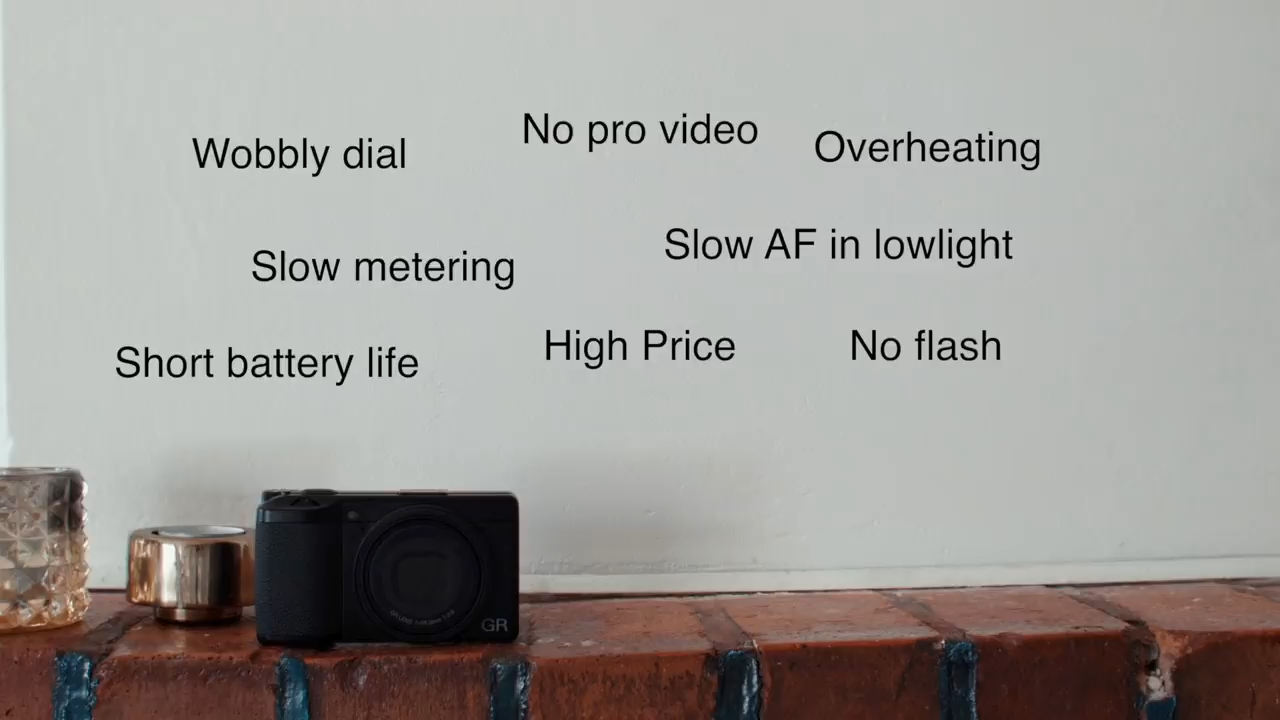 Wobbly dial
No pro video
Overheating
Slow metering
Slow AF in lowlight
Short battery life
High Price
No flash
GR